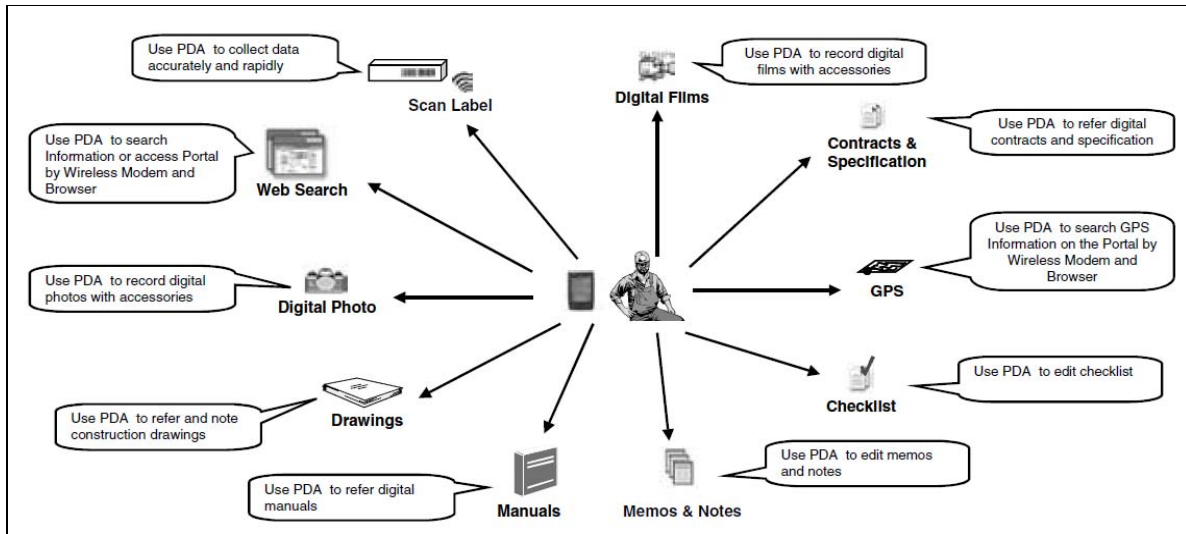 Use PDA to collect data
accurately and rapidly
Scan Label
Use PDA to record digital
films with accessories
Digital Films
Use PDA to search
Information or access Portal
by Wireless Modem and
Browser
Web Search
Use PDA to refer digital
contracts and specification
Contracts &
Specification
Use PDA to record digital
photos with accessories
Digital Photo
Use PDA to search GPS
Information on the Portal by
Wireless Modem and
Browser
GPS
Use PDA to refer and note
construction drawings
Drawings
Use PDA to edit checklist
Checklist
Use PDA to refer digital
manuals
Manuals
Use PDA to edit memos
and notes
Memos & Notes